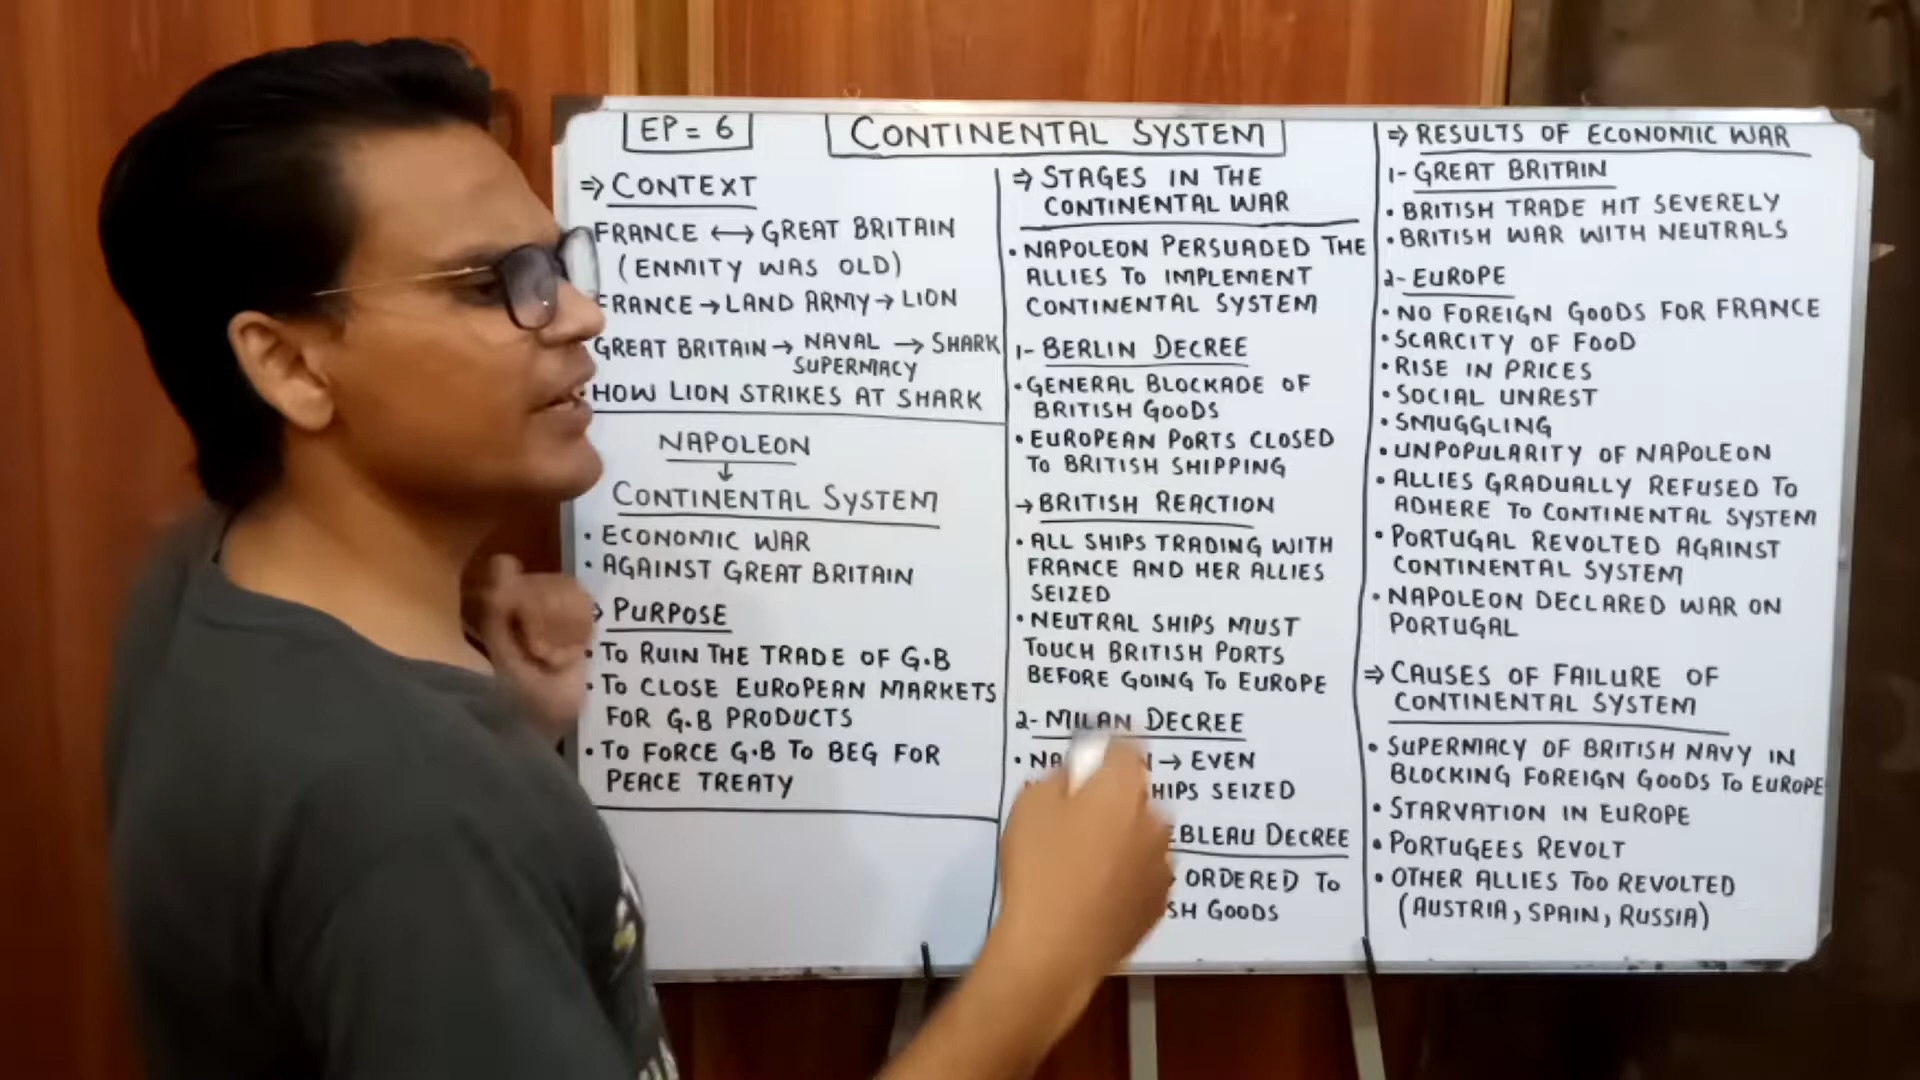 EP = 6
CONTINENTAL SYSTEM
⇒ CONTEXT
FRANCE ↔ GREAT BRITAIN
(ENMITY WAS OLD)
FRANCE → LAND ARMY → LION
GREAT BRITAIN → NAVAL SUPERMACY → SHARK
HOW LION STRIKES AT SHARK
NAPOLEON
↓
CONTINENTAL SYSTEM
• ECONOMIC WAR
• AGAINST GREAT BRITAIN
⇒ PURPOSE
• TO RUIN THE TRADE OF G.B
• TO CLOSE EUROPEAN MARKETS
FOR G.B PRODUCTS
• TO FORCE G.B TO BEG FOR
PEACE TREATY
⇒ STAGES IN THE
CONTINENTAL WAR
• NAPOLEON PERSUADED THE
ALLIES TO IMPLEMENT
CONTINENTAL SYSTEM
1- BERLIN DECREE
• GENERAL BLOCKADE OF
BRITISH GOODS
• EUROPEAN PORTS CLOSED
TO BRITISH SHIPPING
→ BRITISH REACTION
• ALL SHIPS TRADING WITH
FRANCE AND HER ALLIES
SEIZED
• NEUTRAL SHIPS MUST
TOUCH BRITISH PORTS
BEFORE GOING TO EUROPE
2- MILAN DECREE
• → EVEN
SEIZED
DECREE
ORDERED TO
GOODS
⇒ RESULTS OF ECONOMIC WAR
1- GREAT BRITAIN
• BRITISH TRADE HIT SEVERELY
• BRITISH WAR WITH NEUTRALS
2- EUROPE
• NO FOREIGN GOODS FOR FRANCE
• SCARCITY OF FOOD
• RISE IN PRICES
• SOCIAL UNREST
• SMUGGLING
• UNPOPULARITY OF NAPOLEON
• ALLIES GRADUALLY REFUSED TO
ADHERE TO CONTINENTAL SYSTEM
• PORTUGAL REVOLTED AGAINST
CONTINENTAL SYSTEM
• NAPOLEON DECLARED WAR ON
PORTUGAL
⇒ CAUSES OF FAILURE OF
CONTINENTAL SYSTEM
• SUPERMACY OF BRITISH NAVY IN
BLOCKING FOREIGN GOODS TO EUROPE
• STARVATION IN EUROPE
• PORTUGEES REVOLT
• OTHER ALLIES TOO REVOLTED
(AUSTRIA, SPAIN, RUSSIA)